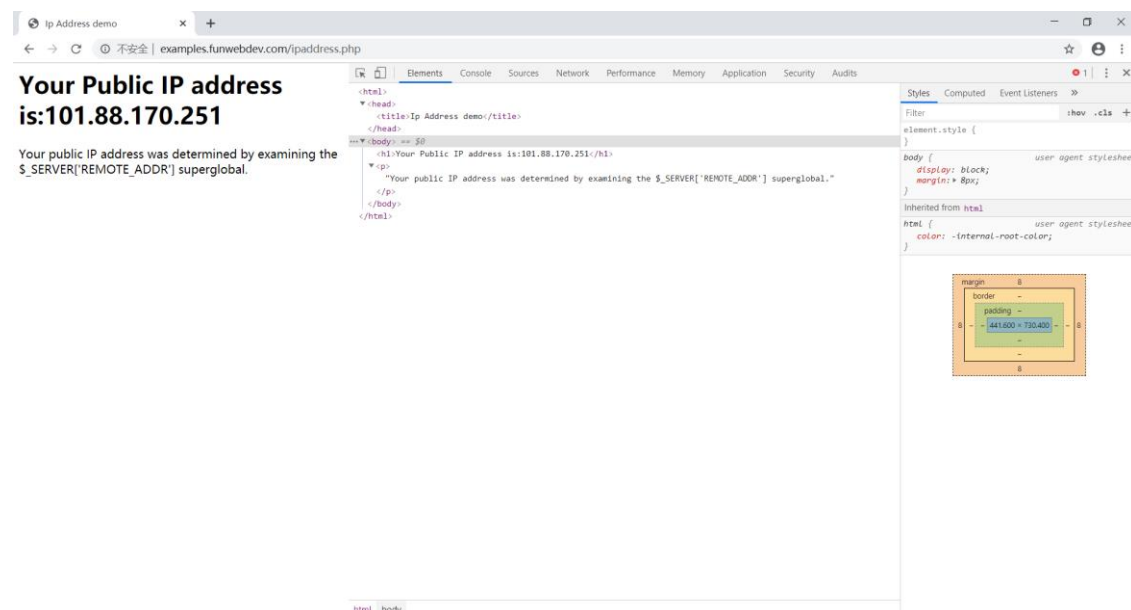 Ip Address demo
不安全 | examples.funwebdev.com/ipaddress.php
Your Public IP address
is:101.88.170.251
Your public IP address was determined by examining the
$_SERVER['REMOTE_ADDR'] superglobal.
Elements Console Sources Network Performance Memory Application Security Audits 1
<html>
<head>
<title>Ip Address demo</title>
</head>
<body> == $0
<h1>Your Public IP address is:101.88.170.251</h1>
<p>
"Your public IP address was determined by examining the $_SERVER['REMOTE_ADDR'] superglobal."
</p>
</body>
</html>
html body
Styles Computed Event Listeners »
Filter :hov .cls +
element.style {
}
body { user agent styleshee
display: block;
margin: 8px;
}
Inherited from html
html { user agent styleshee
color: -internal-root-color;
}
margin 8
border –
padding –
8 – – 441.600 × 730.400 – – 8
–
–
8